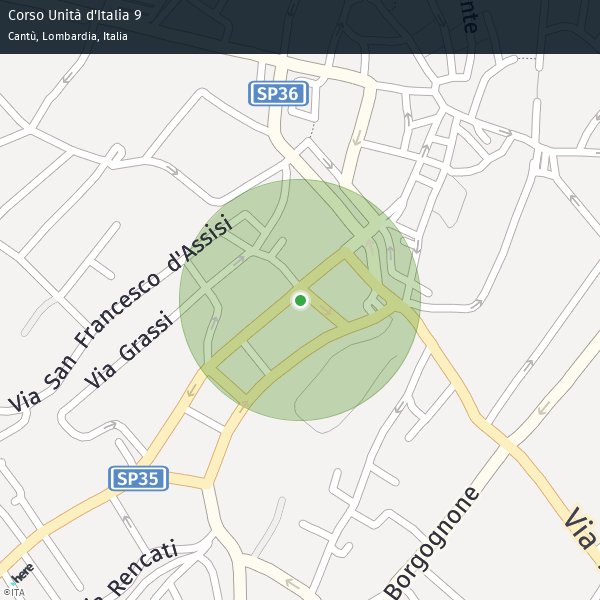 Corso Unità d'Italia 9
Cantù, Lombardia, Italia
nte
SP36
Via San Francesco d'Assisi
Via Grassi
SP35
Rencati
Borgognone
Via
here
©ITA